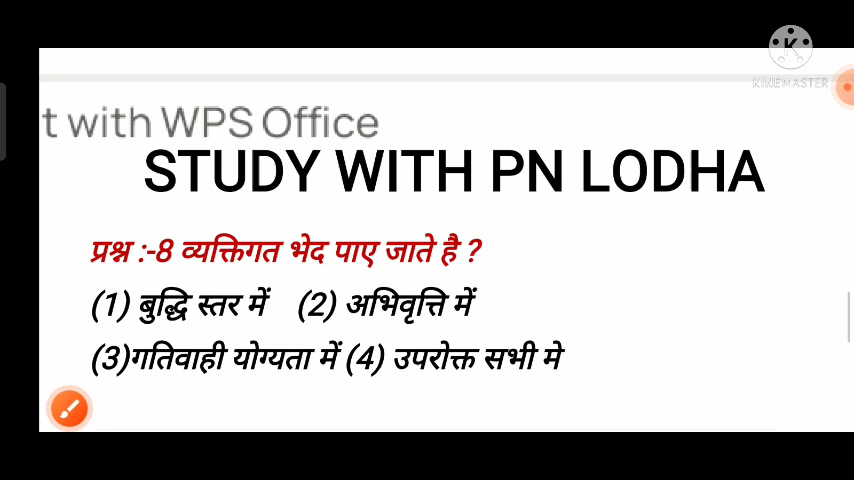 KINEMASTER
t with WPS Office
STUDY WITH PN LODHA
प्रश्न :-8 व्यक्तिगत भेद पाए जाते है ?
(1) बुद्धि स्तर में (2) अभिवृत्ति में
(3)गतिवाही योग्यता में (4) उपरोक्त सभी मे